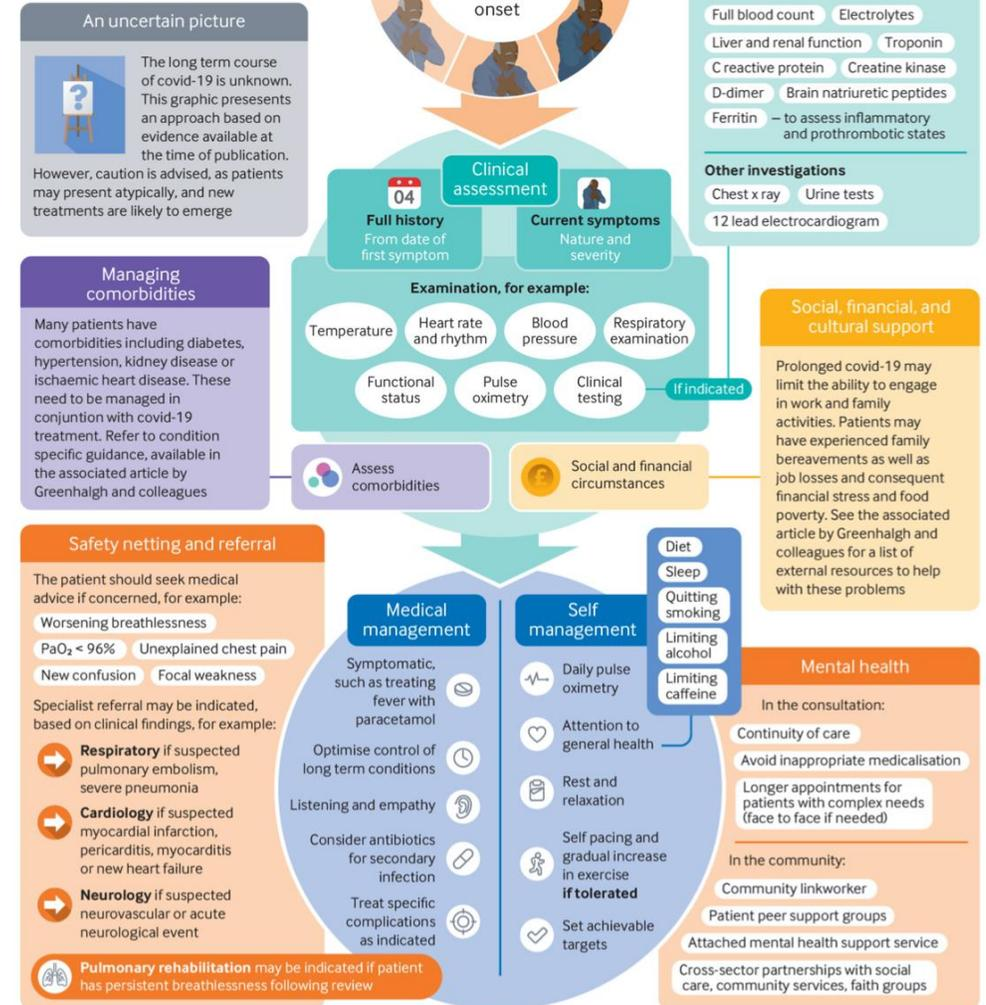 onset
An uncertain picture
?
The long term course
of covid-19 is unknown.
This graphic presesents
an approach based on
evidence available at
the time of publication.
However, caution is advised, as patients
may present atypically, and new
treatments are likely to emerge
Full blood count
Electrolytes
Liver and renal function
Troponin
C reactive protein
Creatine kinase
D-dimer
Brain natriuretic peptides
Ferritin – to assess inflammatory
and prothrombotic states
Other investigations
Chest x ray
Urine tests
12 lead electrocardiogram
Clinical
assessment
04
Full history
From date of
first symptom
Current symptoms
Nature and
severity
Examination, for example:
Temperature
Heart rate
and rhythm
Blood
pressure
Respiratory
examination
Functional
status
Pulse
oximetry
Clinical
testing
If indicated
Managing
comorbidities
Many patients have
comorbidities including diabetes,
hypertension, kidney disease or
ischaemic heart disease. These
need to be managed in
conjuntion with covid-19
treatment. Refer to condition
specific guidance, available in
the associated article by
Greenhalgh and colleagues
Assess
comorbidities
£
Social and financial
circumstances
Social, financial, and
cultural support
Prolonged covid-19 may
limit the ability to engage
in work and family
activities. Patients may
have experienced family
bereavements as well as
job losses and consequent
financial stress and food
poverty. See the associated
article by Greenhalgh and
colleagues for a list of
external resources to help
with these problems
Safety netting and referral
The patient should seek medical
advice if concerned, for example:
Worsening breathlessness
PaO₂ < 96%
Unexplained chest pain
New confusion
Focal weakness
Specialist referral may be indicated,
based on clinical findings, for example:
Respiratory if suspected
pulmonary embolism,
severe pneumonia
Cardiology if suspected
myocardial infarction,
pericarditis, myocarditis
or new heart failure
Neurology if suspected
neurovascular or acute
neurological event
Pulmonary rehabilitation may be indicated if patient
has persistent breathlessness following review
Medical
management
Symptomatic,
such as treating
fever with
paracetamol
Optimise control of
long term conditions
Listening and empathy
Consider antibiotics
for secondary
infection
Treat specific
complications
as indicated
Self
management
Daily pulse
oximetry
Attention to
general health
Rest and
relaxation
Self pacing and
gradual increase
in exercise
if tolerated
Set achievable
targets
Diet
Sleep
Quitting
smoking
Limiting
alcohol
Limiting
caffeine
Mental health
In the consultation:
Continuity of care
Avoid inappropriate medicalisation
Longer appointments for
patients with complex needs
(face to face if needed)
In the community:
Community linkworker
Patient peer support groups
Attached mental health support service
Cross-sector partnerships with social
care, community services, faith groups